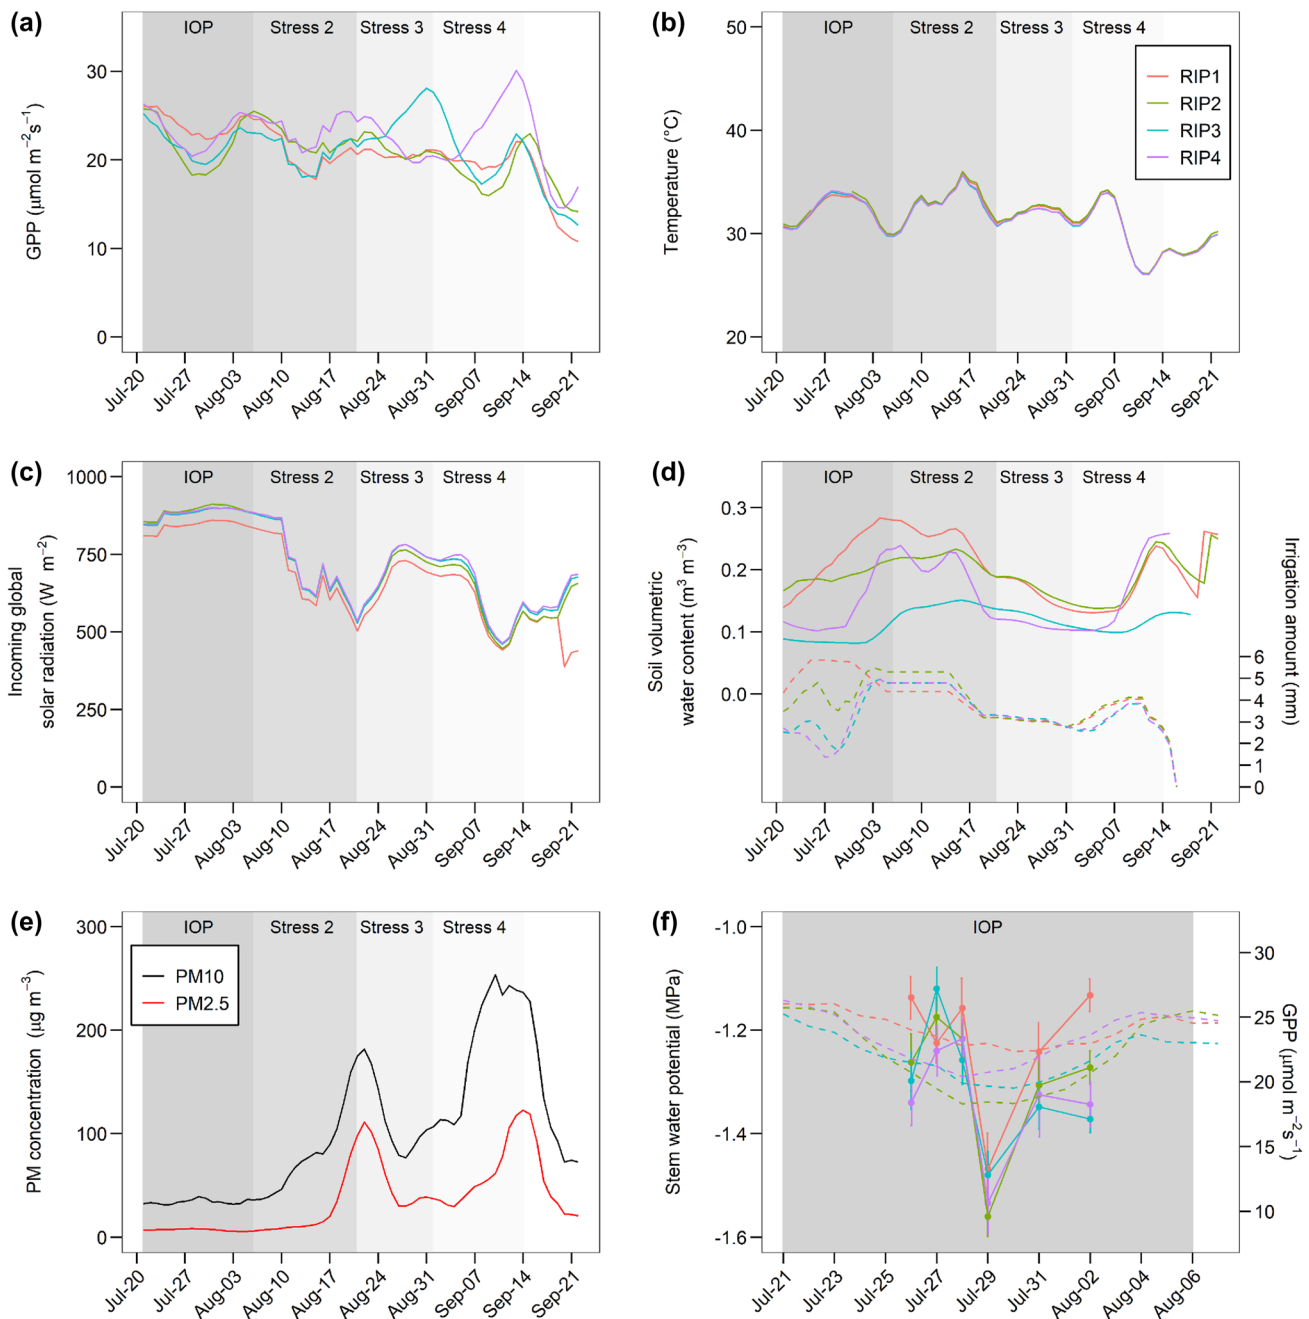 (a)
IOP Stress 2 Stress 3 Stress 4
GPP (μmol m−2s−1)
30
20
10
0
Jul-20 Jul-27 Aug-03 Aug-10 Aug-17 Aug-24 Aug-31 Sep-07 Sep-14 Sep-21
(b)
IOP Stress 2 Stress 3 Stress 4
Temperature (°C)
50
40
30
20
RIP1
RIP2
RIP3
RIP4
Jul-20 Jul-27 Aug-03 Aug-10 Aug-17 Aug-24 Aug-31 Sep-07 Sep-14 Sep-21
(c)
IOP Stress 2 Stress 3 Stress 4
Incoming global
solar radiation (W m−2)
1000
750
500
250
0
Jul-20 Jul-27 Aug-03 Aug-10 Aug-17 Aug-24 Aug-31 Sep-07 Sep-14 Sep-21
(d)
IOP Stress 2 Stress 3 Stress 4
Soil volumetric
water content (m3 m−3)
0.3
0.2
0.1
0.0
Irrigation amount (mm)
6
5
4
3
2
1
0
Jul-20 Jul-27 Aug-03 Aug-10 Aug-17 Aug-24 Aug-31 Sep-07 Sep-14 Sep-21
(e)
IOP Stress 2 Stress 3 Stress 4
PM concentration (μg m−3)
300
200
100
0
PM10
PM2.5
Jul-20 Jul-27 Aug-03 Aug-10 Aug-17 Aug-24 Aug-31 Sep-07 Sep-14 Sep-21
(f)
IOP
Stem water potential (MPa)
-1.0
-1.2
-1.4
-1.6
GPP (μmol m−2s−1)
30
25
20
15
10
Jul-21 Jul-23 Jul-25 Jul-27 Jul-29 Jul-31 Aug-02 Aug-04 Aug-06